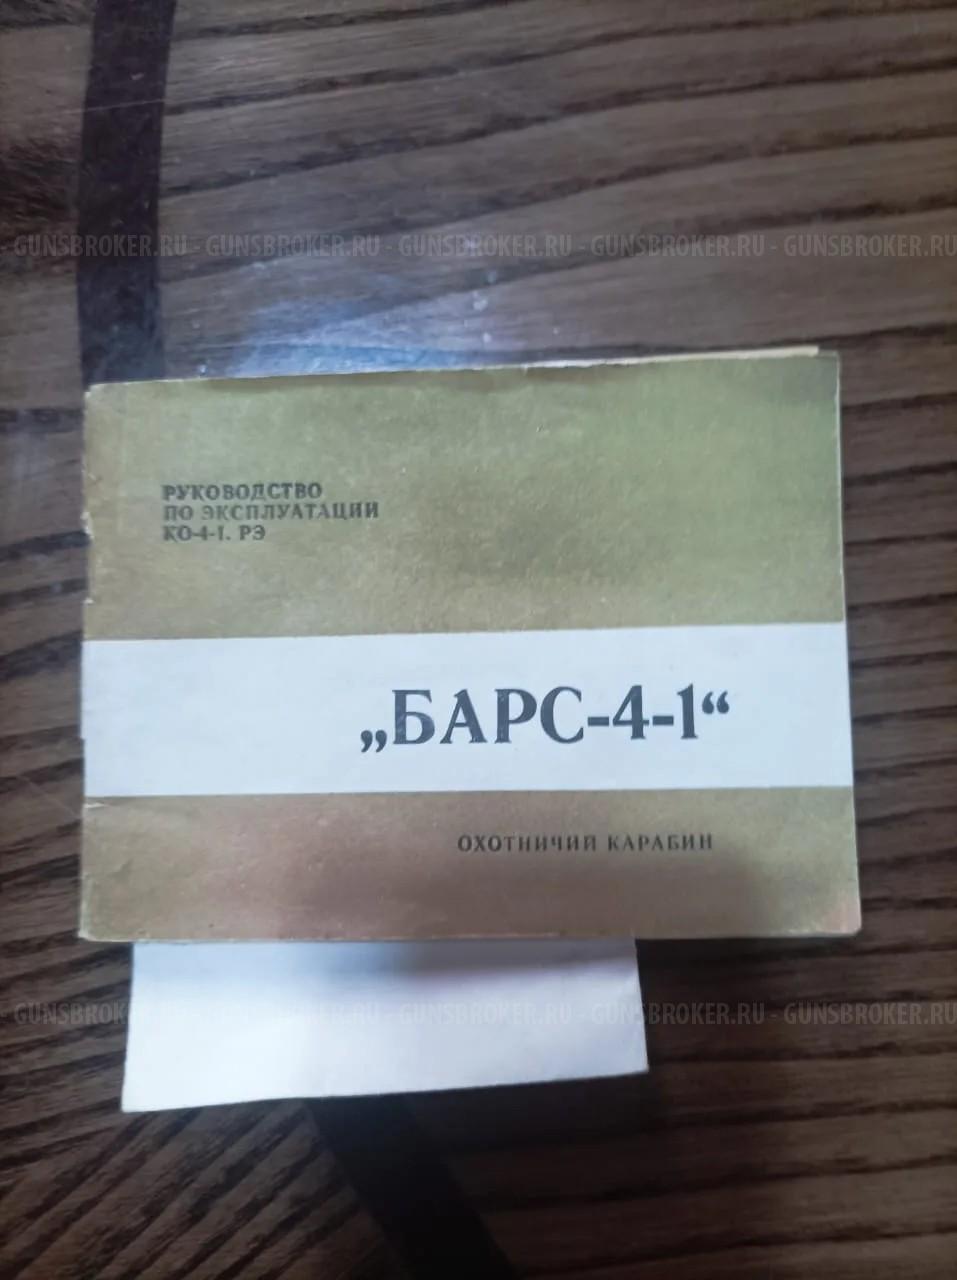 - GUNSBROKER.RU - GUNSBROKER.RU - GUNSBROKER.RU - GUNSBROKER.RU - GUNSBROKER.RU
РУКОВОДСТВО
ПО ЭКСПЛУАТАЦИИ
КО-4-1. РЭ
„БАРС-4-1“
ОХОТНИЧИЙ КАРАБИН
- GUNSBROKER.RU - GUNSBROKER.RU - GUNSBROKER.RU - GUNSBROKER.RU - GUNSBROKER.RU